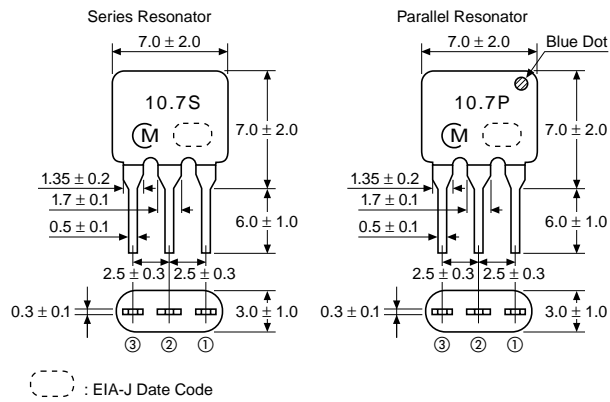 Series Resonator
7.0 ± 2.0
10.7S
M
7.0 ± 2.0
1.35 ± 0.2
1.7 ± 0.1
0.5 ± 0.1
6.0 ± 1.0
2.5 ± 0.3 2.5 ± 0.3
0.3 ± 0.1
3.0 ± 1.0
③ ② ①
Parallel Resonator
7.0 ± 2.0
Blue Dot
10.7P
M
7.0 ± 2.0
1.35 ± 0.2
1.7 ± 0.1
0.5 ± 0.1
6.0 ± 1.0
2.5 ± 0.3 2.5 ± 0.3
0.3 ± 0.1
3.0 ± 1.0
③ ② ①
: EIA-J Date Code